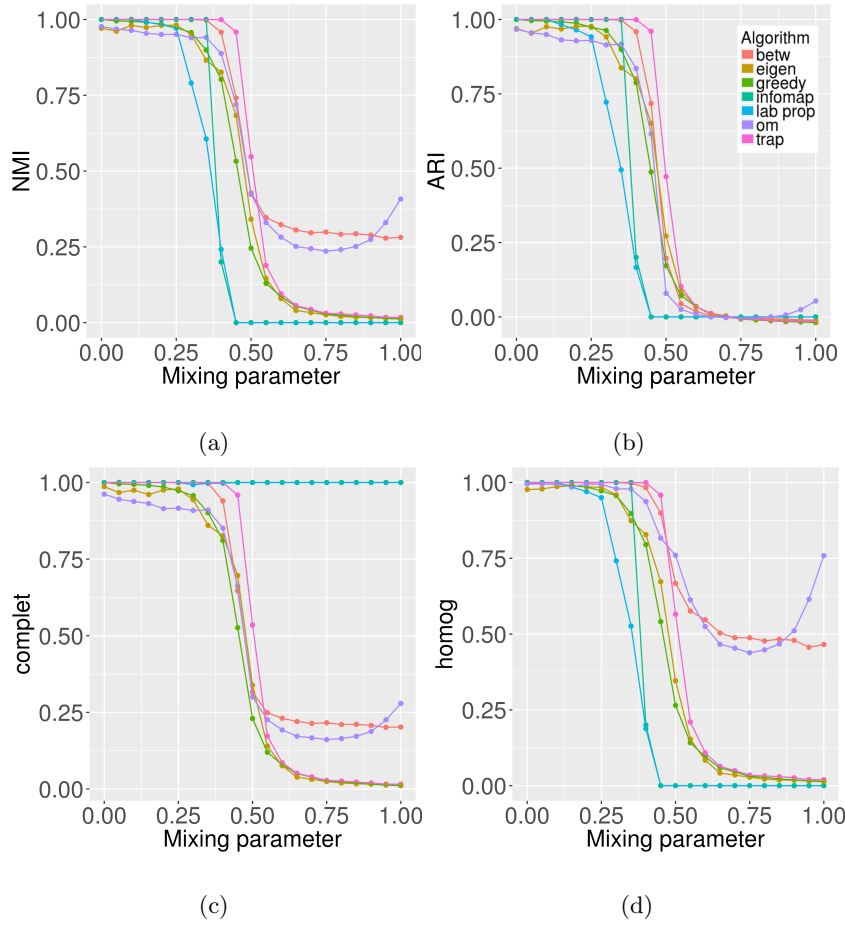 1.00
0.75
0.50
0.25
0.00
NMI
0.00 0.25 0.50 0.75 1.00
Mixing parameter
(a)
1.00
0.75
0.50
0.25
0.00
ARI
0.00 0.25 0.50 0.75 1.00
Mixing parameter
Algorithm
betw
eigen
greedy
infomap
lab prop
om
trap
(b)
1.00
0.75
0.50
0.25
0.00
complet
0.00 0.25 0.50 0.75 1.00
Mixing parameter
(c)
1.00
0.75
0.50
0.25
0.00
homog
0.00 0.25 0.50 0.75 1.00
Mixing parameter
(d)